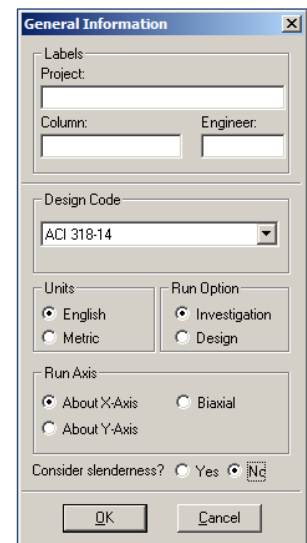 General Information
Labels
Project:
Column: Engineer:
Design Code
ACI 318-14
Units Run Option
English Investigation
Metric Design
Run Axis
About X-Axis Biaxial
About Y-Axis
Consider slenderness? Yes No
OK Cancel